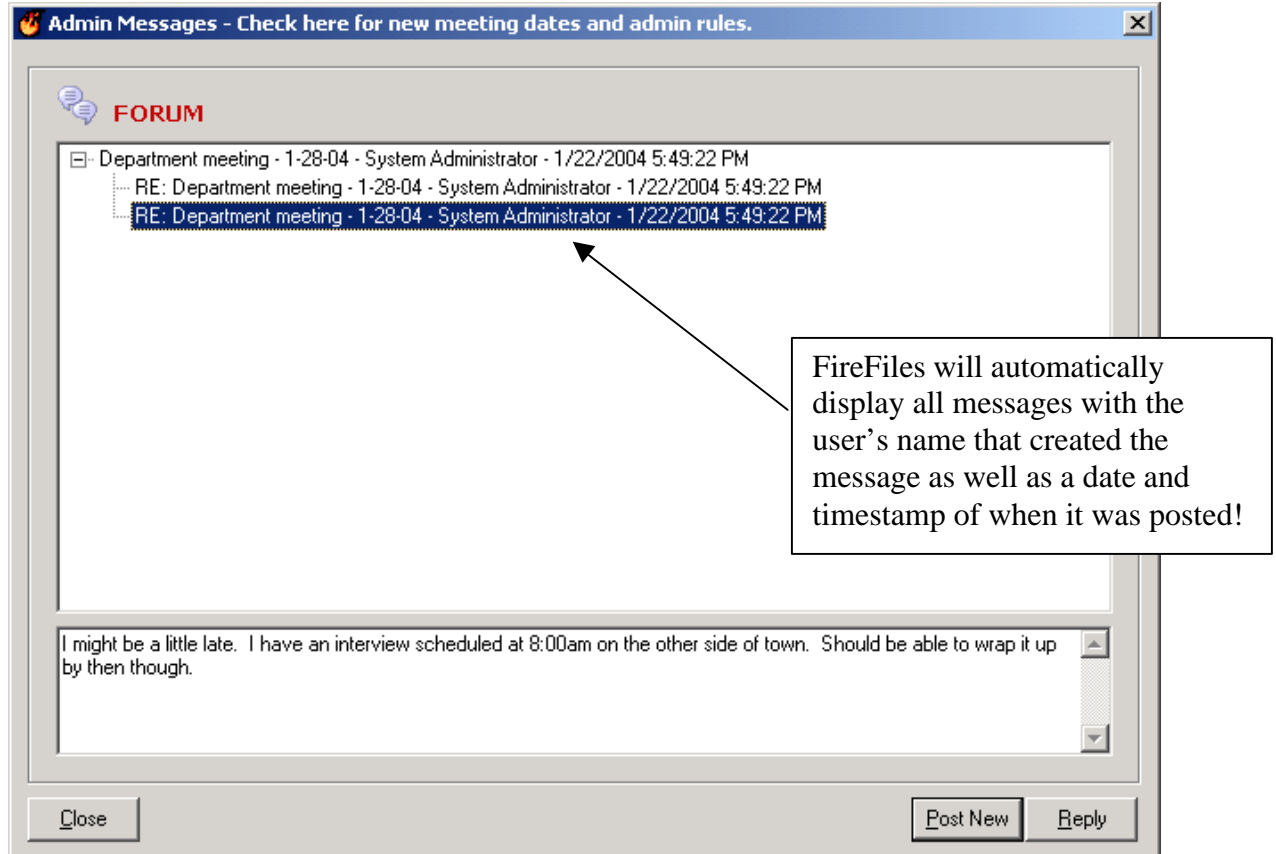 Admin Messages - Check here for new meeting dates and admin rules.
FORUM
Department meeting - 1-28-04 - System Administrator - 1/22/2004 5:49:22 PM
RE: Department meeting - 1-28-04 - System Administrator - 1/22/2004 5:49:22 PM
RE: Department meeting - 1-28-04 - System Administrator - 1/22/2004 5:49:22 PM
FireFiles will automatically
display all messages with the
user’s name that created the
message as well as a date and
timestamp of when it was posted!
I might be a little late.  I have an interview scheduled at 8:00am on the other side of town.  Should be able to wrap it up
by then though.
Close
Post New
Reply